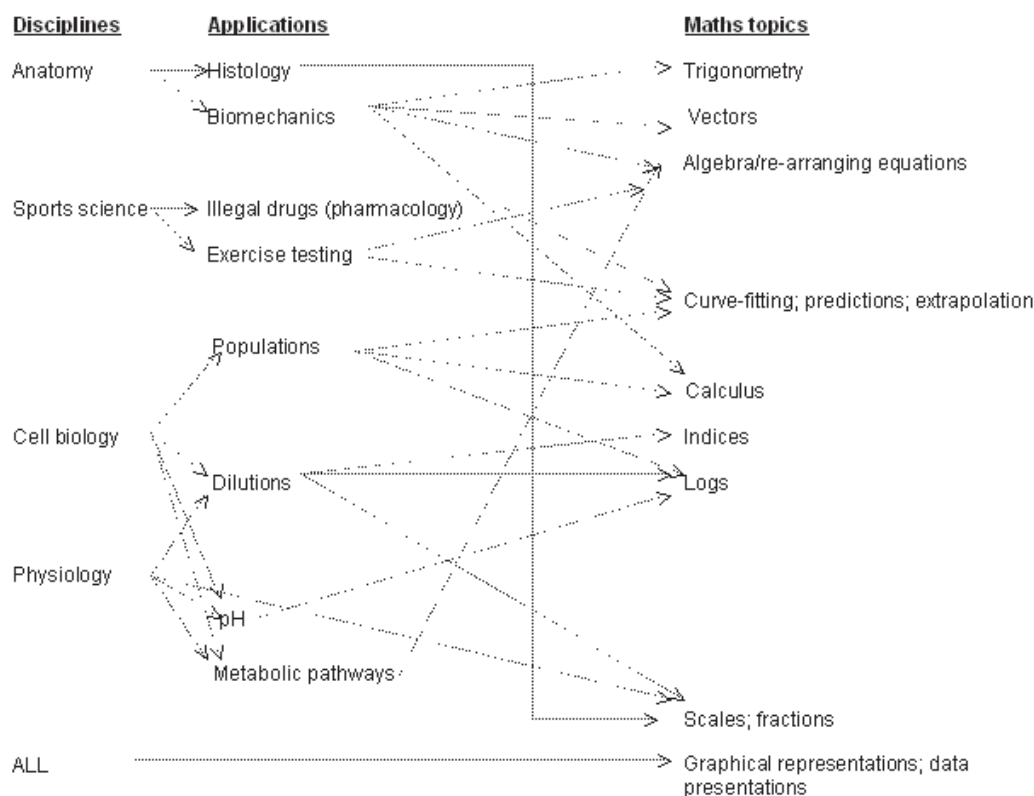 Disciplines Applications Maths topics
Anatomy Histology Trigonometry
Biomechanics Vectors
Algebra/re-arranging equations
Sports science Illegal drugs (pharmacology)
Exercise testing
Curve-fitting; predictions; extrapolation
Populations
Calculus
Cell biology Indices
Dilutions Logs
Physiology
pH
Metabolic pathways
Scales; fractions
ALL Graphical representations; data
presentations